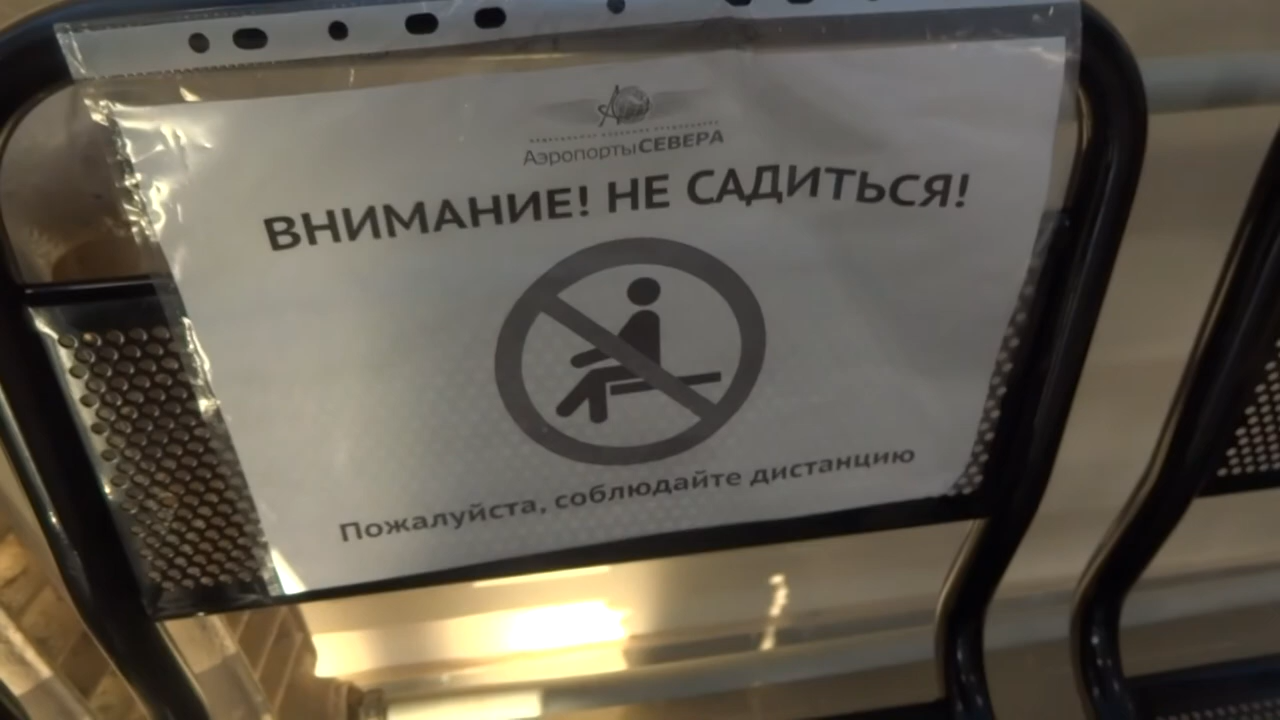 АэропортыСЕВЕРА
ВНИМАНИЕ! НЕ САДИТЬСЯ!
Пожалуйста, соблюдайте дистанцию